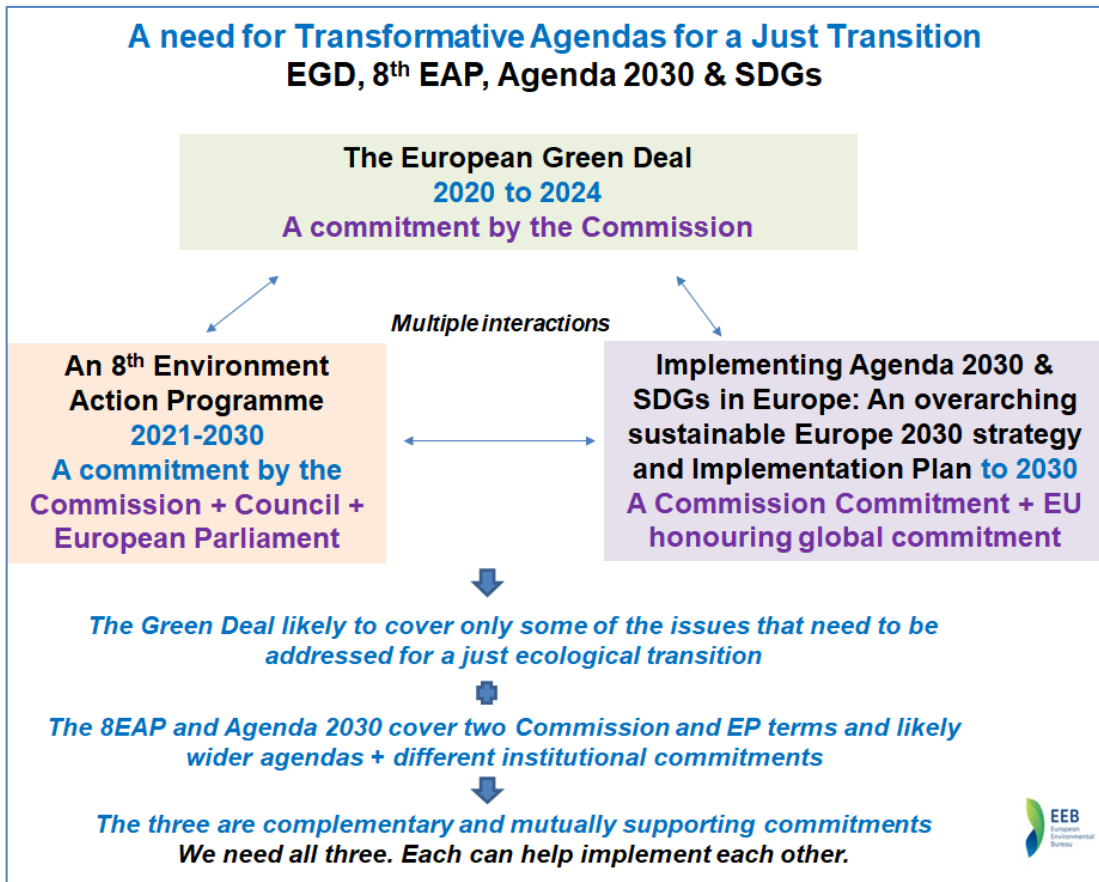 A need for Transformative Agendas for a Just Transition
EGD, 8th EAP, Agenda 2030 & SDGs
The European Green Deal
2020 to 2024
A commitment by the Commission
Multiple interactions
An 8th Environment
Action Programme
2021-2030
A commitment by the
Commission + Council +
European Parliament
Implementing Agenda 2030 &
SDGs in Europe: An overarching
sustainable Europe 2030 strategy
and Implementation Plan to 2030
A Commission Commitment + EU
honouring global commitment
The Green Deal likely to cover only some of the issues that need to be
addressed for a just ecological transition
The 8EAP and Agenda 2030 cover two Commission and EP terms and likely
wider agendas + different institutional commitments
The three are complementary and mutually supporting commitments
We need all three. Each can help implement each other.
EEB
European
Environmental
Bureau